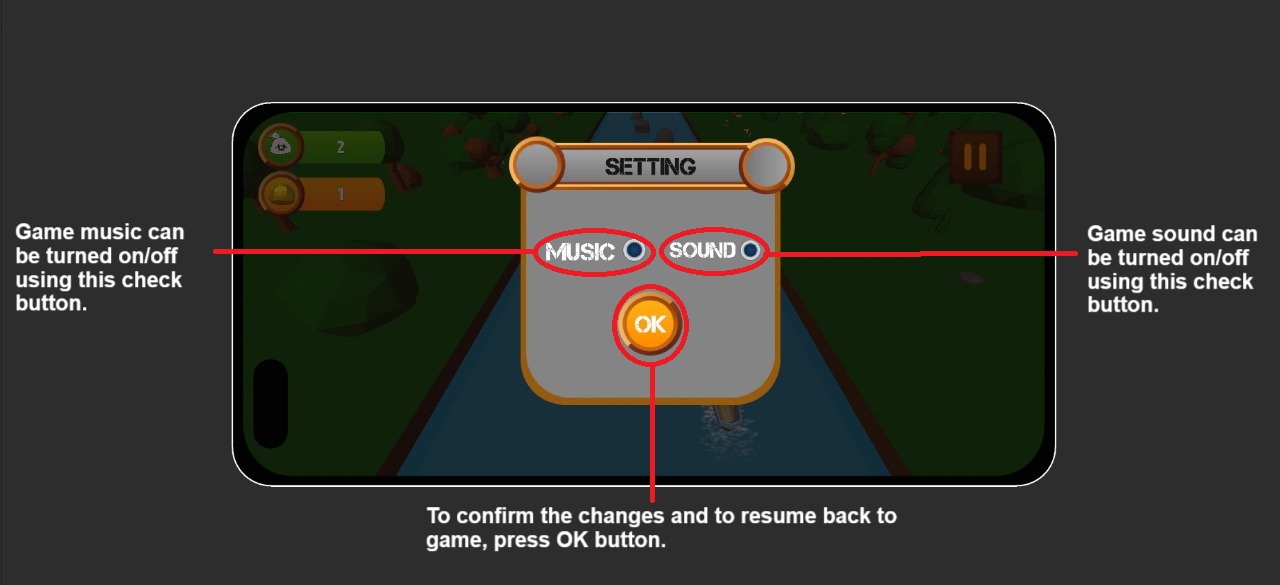 2
SETTING
1
Game music can
be turned on/off
using this check
button.
MUSIC
SOUND
Game sound can
be turned on/off
using this check
button.
OK
To confirm the changes and to resume back to
game, press OK button.